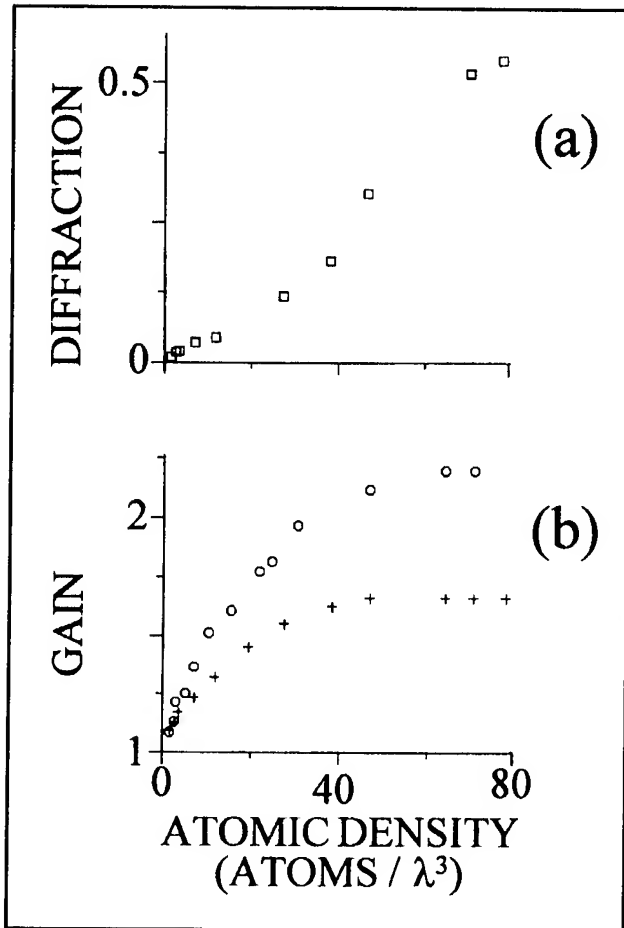 0.5
DIFFRACTION
(a)
0
2
(b)
GAIN
1
0 40 80
ATOMIC DENSITY
(ATOMS / λ³)